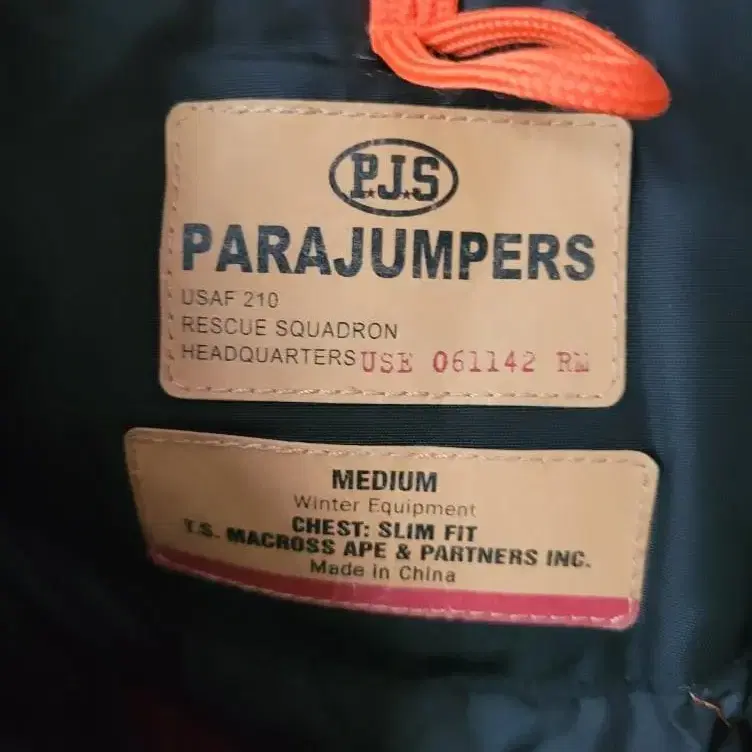 P.J.S
PARAJUMPERS
USAF 210
RESCUE SQUADRON
HEADQUARTERS USE 061142 RM
MEDIUM
Winter Equipment
CHEST: SLIM FIT
T.S. MACROSS APE & PARTNERS INC.
Made in China